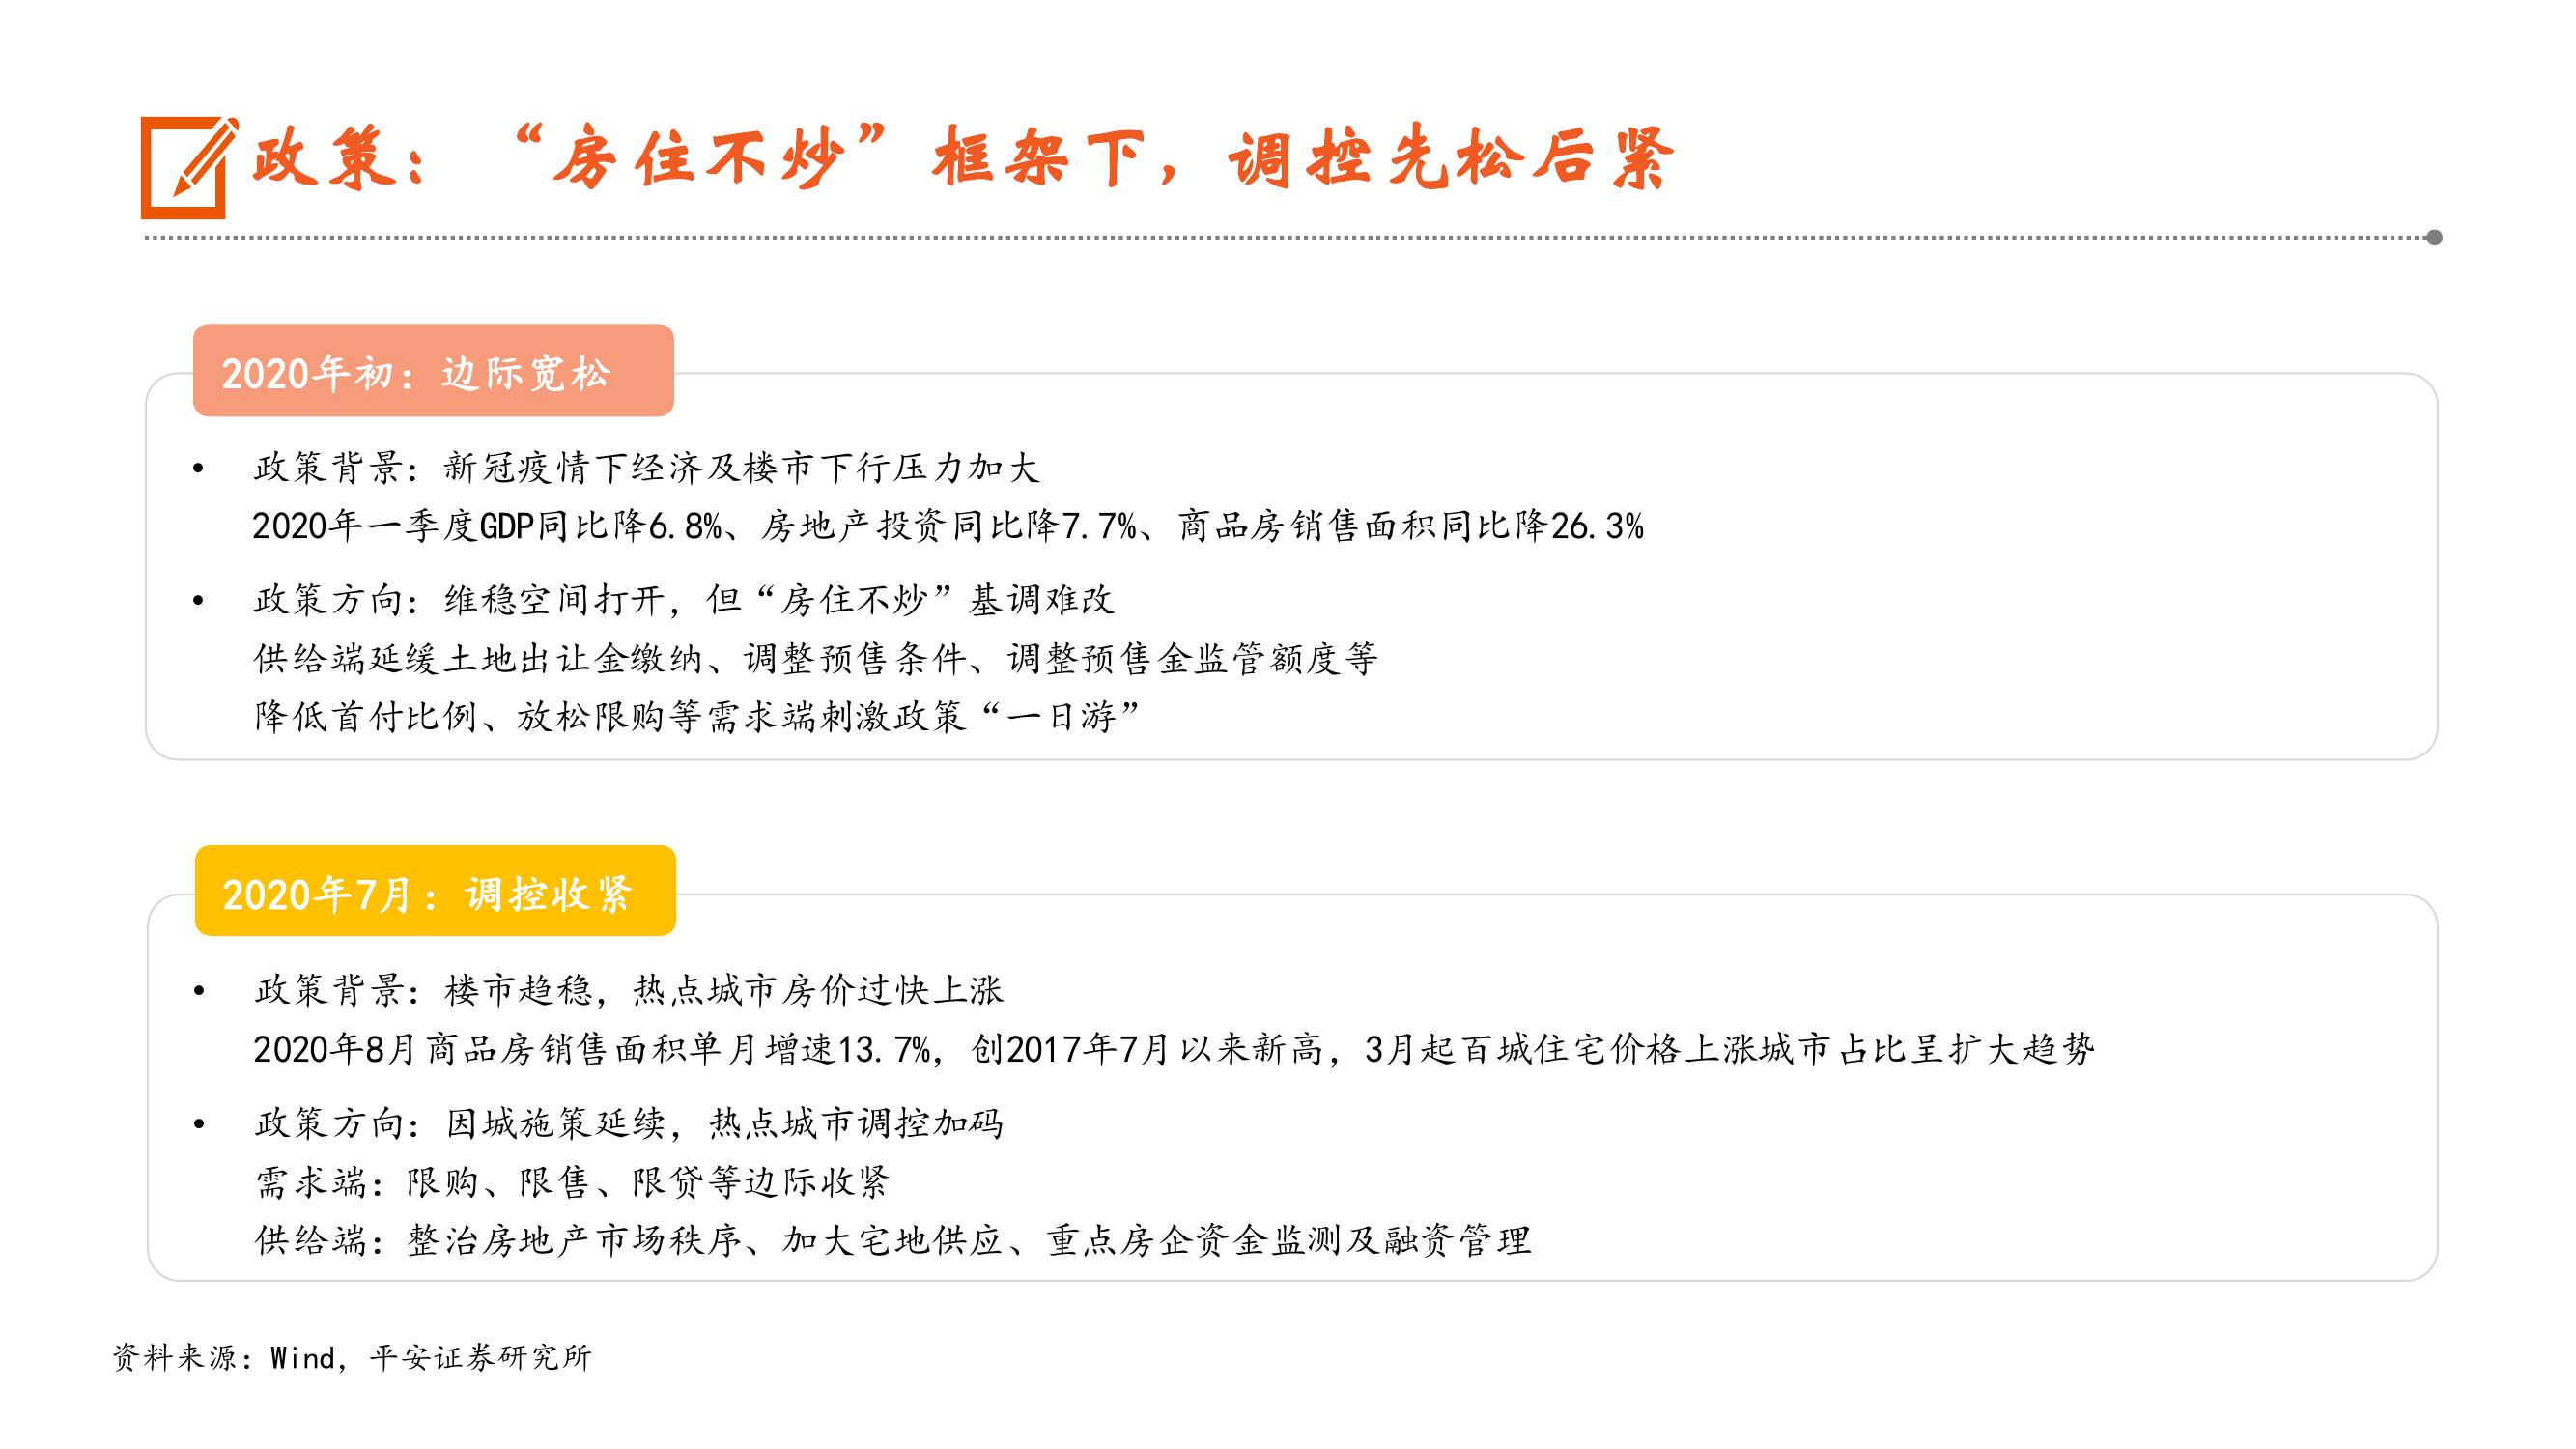 政策：“房住不炒”框架下，调控先松后紧
2020年初：边际宽松
• 政策背景：新冠疫情下经济及楼市下行压力加大
2020年一季度GDP同比降6.8%、房地产投资同比降7.7%、商品房销售面积同比降26.3%
• 政策方向：维稳空间打开，但“房住不炒”基调难改
供给端延缓土地出让金缴纳、调整预售条件、调整预售金监管额度等
降低首付比例、放松限购等需求端刺激政策“一日游”
2020年7月：调控收紧
• 政策背景：楼市趋稳，热点城市房价过快上涨
2020年8月商品房销售面积单月增速13.7%，创2017年7月以来新高，3月起百城住宅价格上涨城市占比呈扩大趋势
• 政策方向：因城施策延续，热点城市调控加码
需求端：限购、限售、限贷等边际收紧
供给端：整治房地产市场秩序、加大宅地供应、重点房企资金监测及融资管理
资料来源：Wind，平安证券研究所